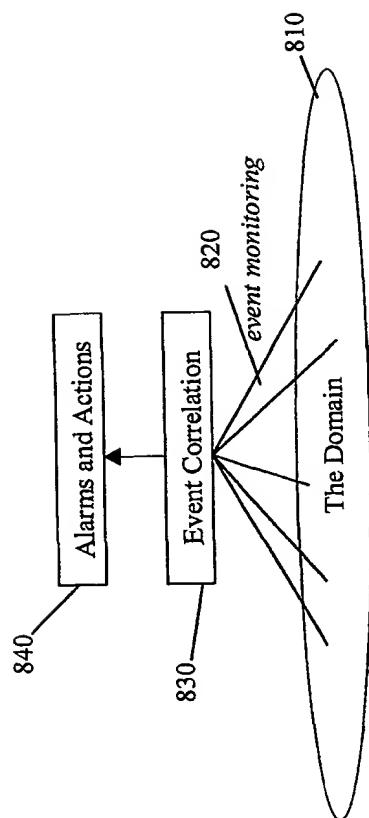 840
Alarms and Actions
830
Event Correlation
820
event monitoring
The Domain
810